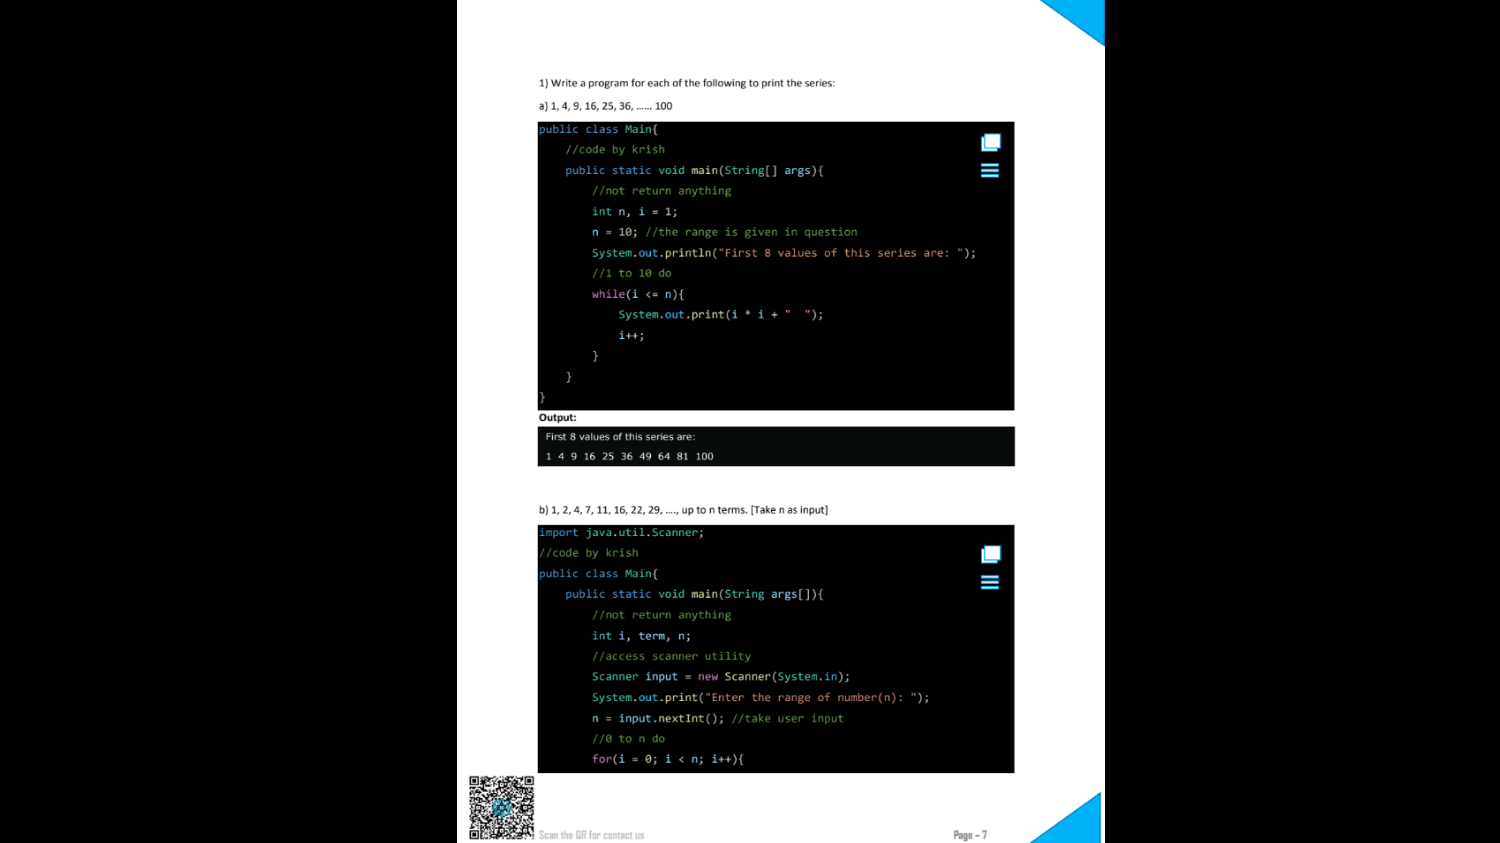 1) Write a program for each of the following to print the series:
a) 1, 4, 9, 16, 25, 36, ...... 100
public class Main{
//code by krish
public static void main(String[] args){
//not return anything
int n, i = 1;
n = 10; //the range is given in question
System.out.println("First 8 values of this series are: ");
//1 to 10 do
while(i <= n){
System.out.print(i * i + "  ");
i++;
}
}
}
Output:
First 8 values of this series are:
1 4 9 16 25 36 49 64 81 100
b) 1, 2, 4, 7, 11, 16, 22, 29, ...., up to n terms. [Take n as input]
import java.util.Scanner;
//code by krish
public class Main{
public static void main(String args[]){
//not return anything
int i, term, n;
//access scanner utility
Scanner input = new Scanner(System.in);
System.out.print("Enter the range of number(n): ");
n = input.nextInt(); //take user input
//0 to n do
for(i = 0; i < n; i++){
Scan the QR for contact us
Page – 7